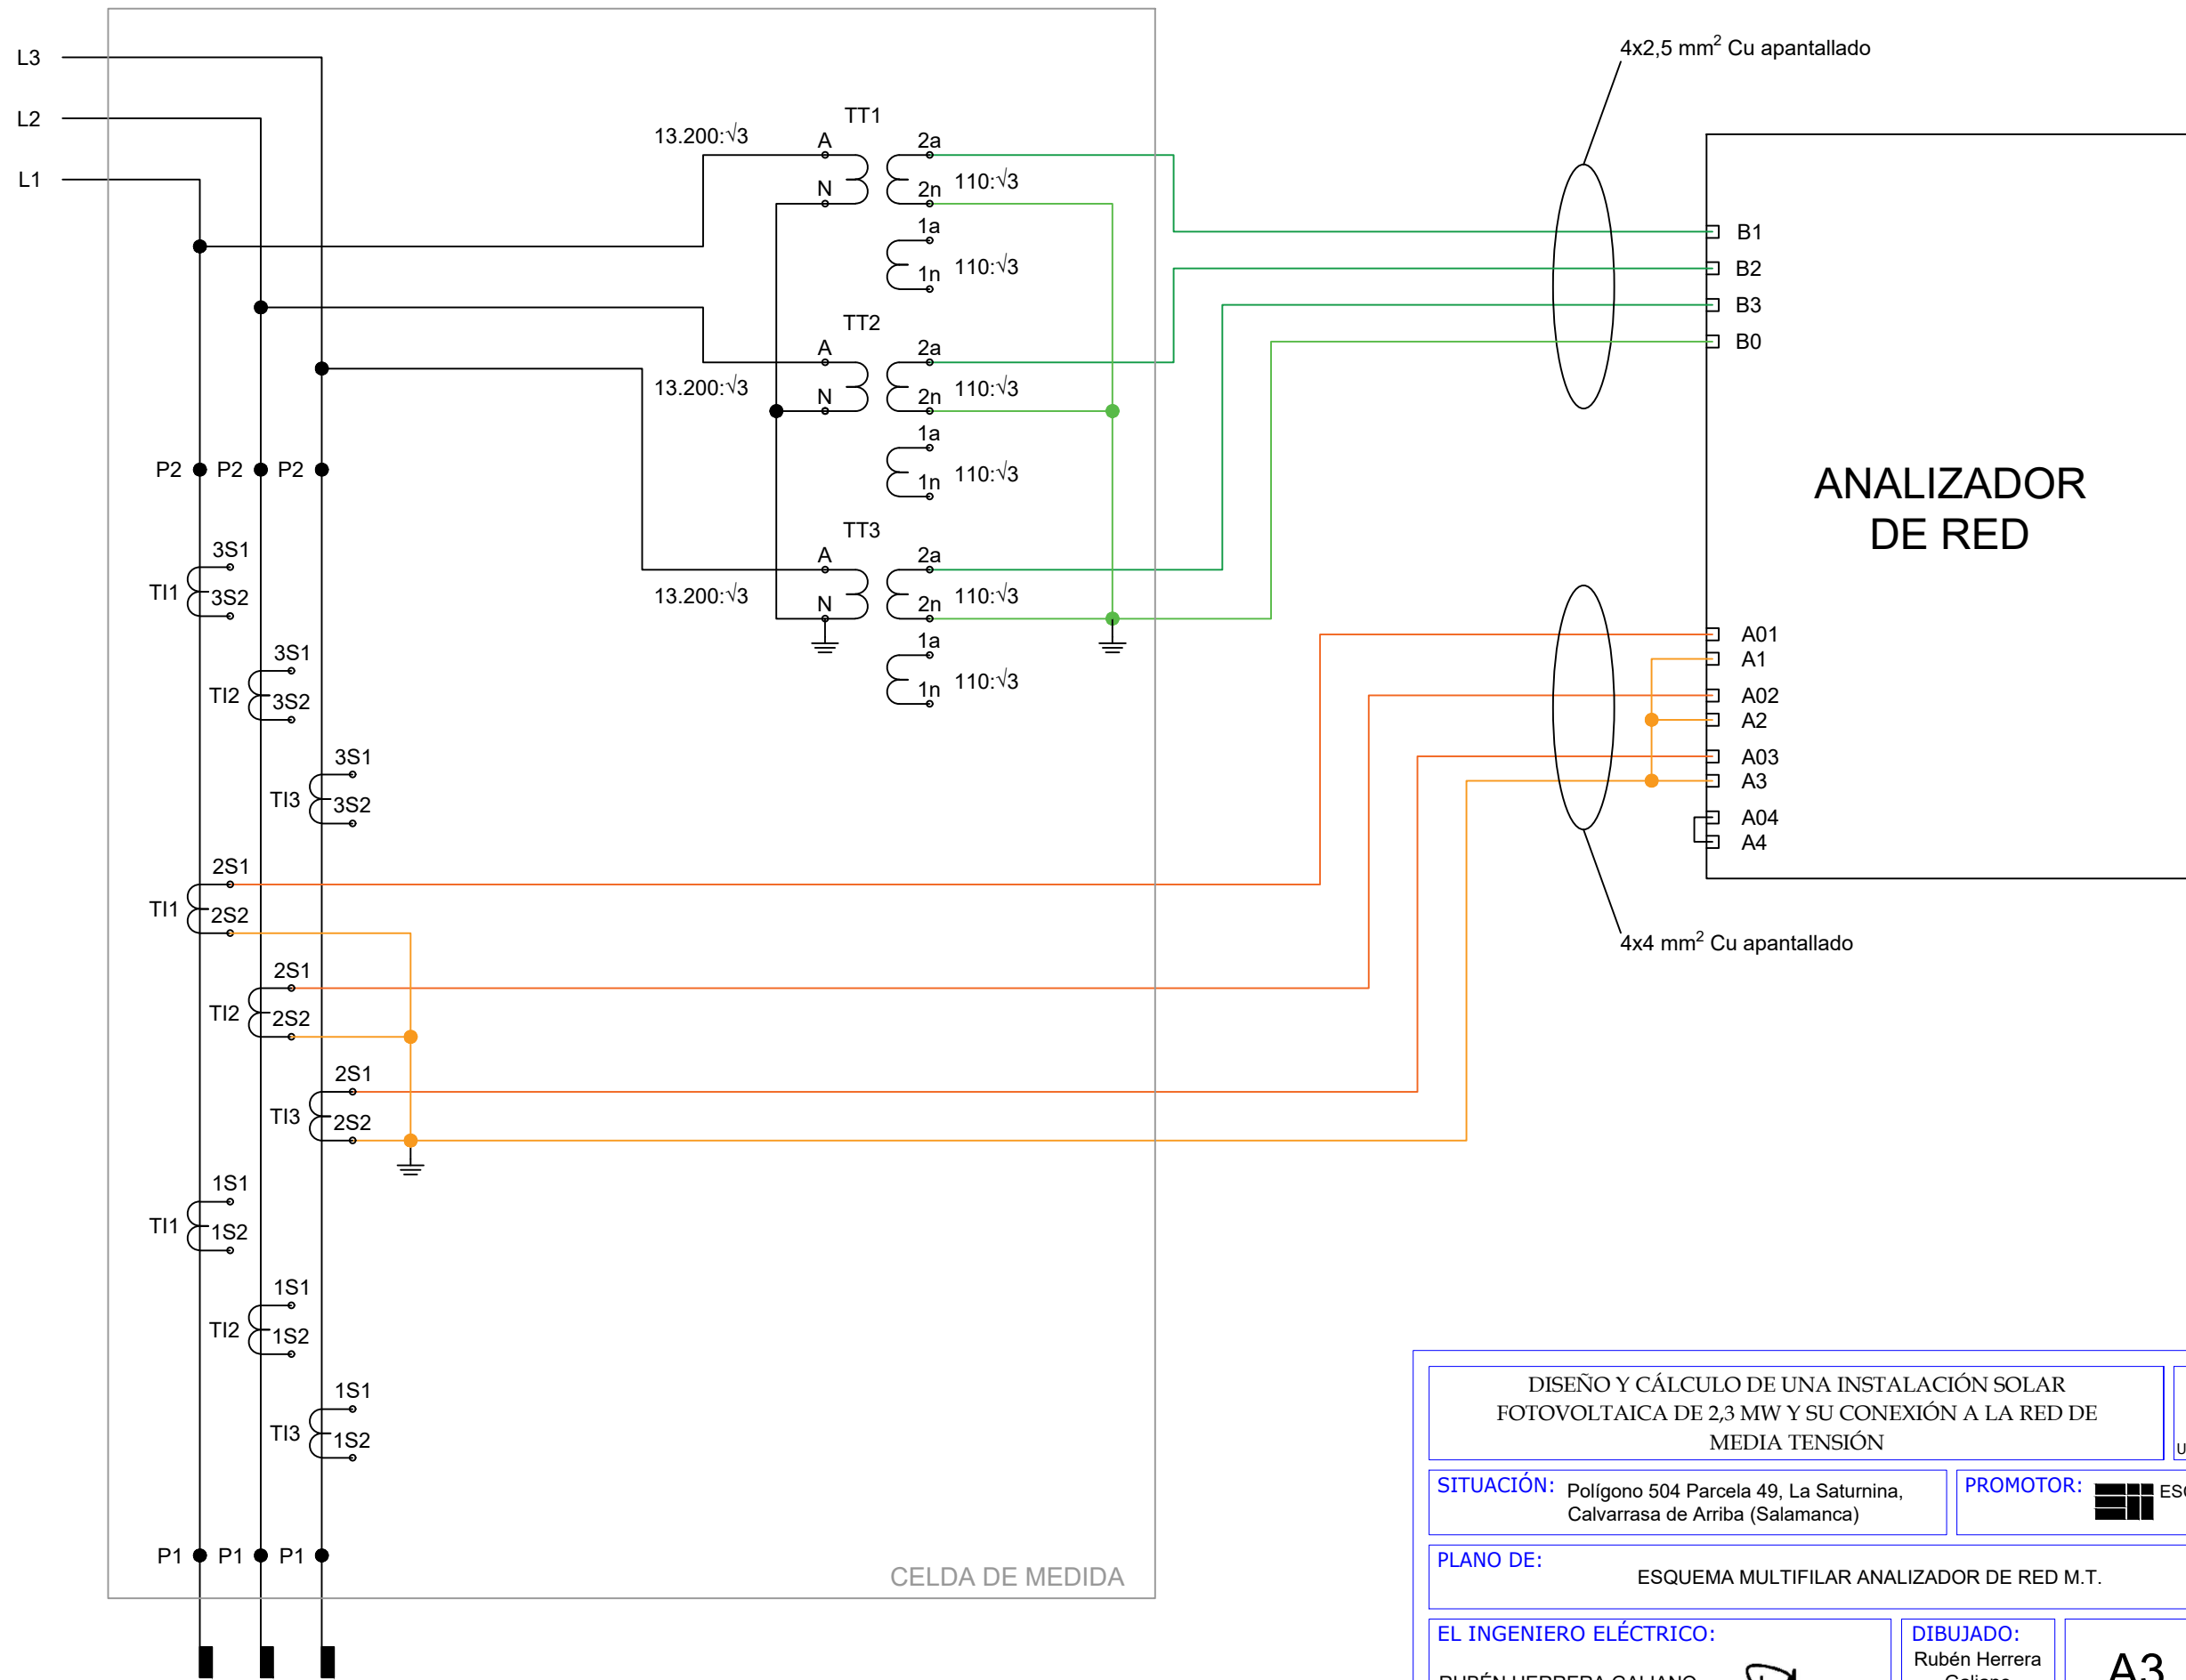 L3
L2
L1
4x2,5 mm² Cu apantallado
TT1
13.200:√3
A
N
2a
2n
110:√3
1a
1n
110:√3
TT2
13.200:√3
A
N
2a
2n
110:√3
1a
1n
110:√3
TT3
13.200:√3
A
N
2a
2n
110:√3
1a
1n
110:√3
B1
B2
B3
B0
ANALIZADOR
DE RED
A01
A1
A02
A2
A03
A3
A04
A4
4x4 mm² Cu apantallado
P2 P2 P2
3S1
TI1 3S2
3S1
TI2 3S2
3S1
TI3 3S2
2S1
TI1 2S2
2S1
TI2 2S2
2S1
TI3 2S2
1S1
TI1 1S2
1S1
TI2 1S2
1S1
TI3 1S2
P1 P1 P1
CELDA DE MEDIDA
DISEÑO Y CÁLCULO DE UNA INSTALACIÓN SOLAR
FOTOVOLTAICA DE 2,3 MW Y SU CONEXIÓN A LA RED DE
MEDIA TENSIÓN
SITUACIÓN: Polígono 504 Parcela 49, La Saturnina,
Calvarrasa de Arriba (Salamanca)
PROMOTOR:
PLANO DE:
ESQUEMA MULTIFILAR ANALIZADOR DE RED M.T.
EL INGENIERO ELÉCTRICO:
RUBÉN HERRERA GALIANO
DIBUJADO:
Rubén Herrera
Galiano
A3